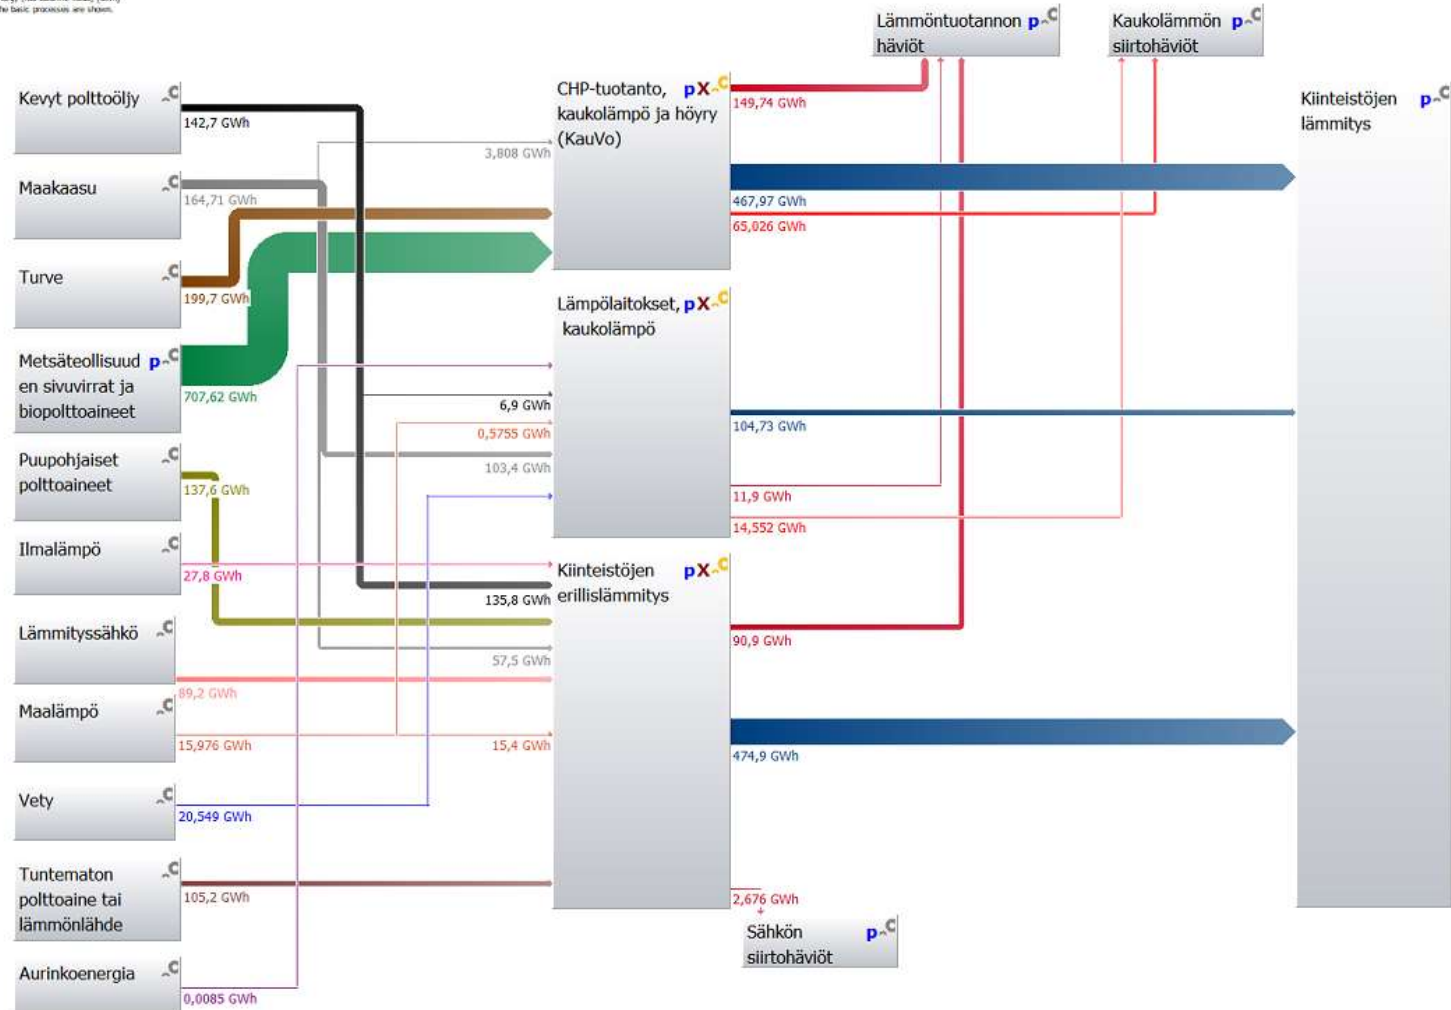 he basic processes are shown.
Lämmöntuotannon
häviöt
Kaukolämmön
siirtohäviöt
Kevyt polttoöljy
142,7 GWh
Maakaasu
164,71 GWh
Turve
199,7 GWh
Metsäteollisuud
en sivuvirrat ja
biopolttoaineet
707,62 GWh
Puupohjaiset
polttoaineet
137,6 GWh
Ilmalämpö
27,8 GWh
Lämmityssähkö
89,2 GWh
Maalämpö
15,976 GWh
Vety
20,549 GWh
Tuntematon
polttoaine tai
lämmönlähde
105,2 GWh
Aurinkoenergia
0,0085 GWh
3,808 GWh
CHP-tuotanto,
kaukolämpö ja höyry
(KauVo)
149,74 GWh
467,97 GWh
65,026 GWh
Lämpölaitokset,
kaukolämpö
6,9 GWh
0,5755 GWh
103,4 GWh
104,73 GWh
11,9 GWh
14,552 GWh
Kiinteistöjen
erillislämmitys
135,8 GWh
57,5 GWh
15,4 GWh
90,9 GWh
474,9 GWh
2,676 GWh
Sähkön
siirtohäviöt
Kiinteistöjen
lämmitys